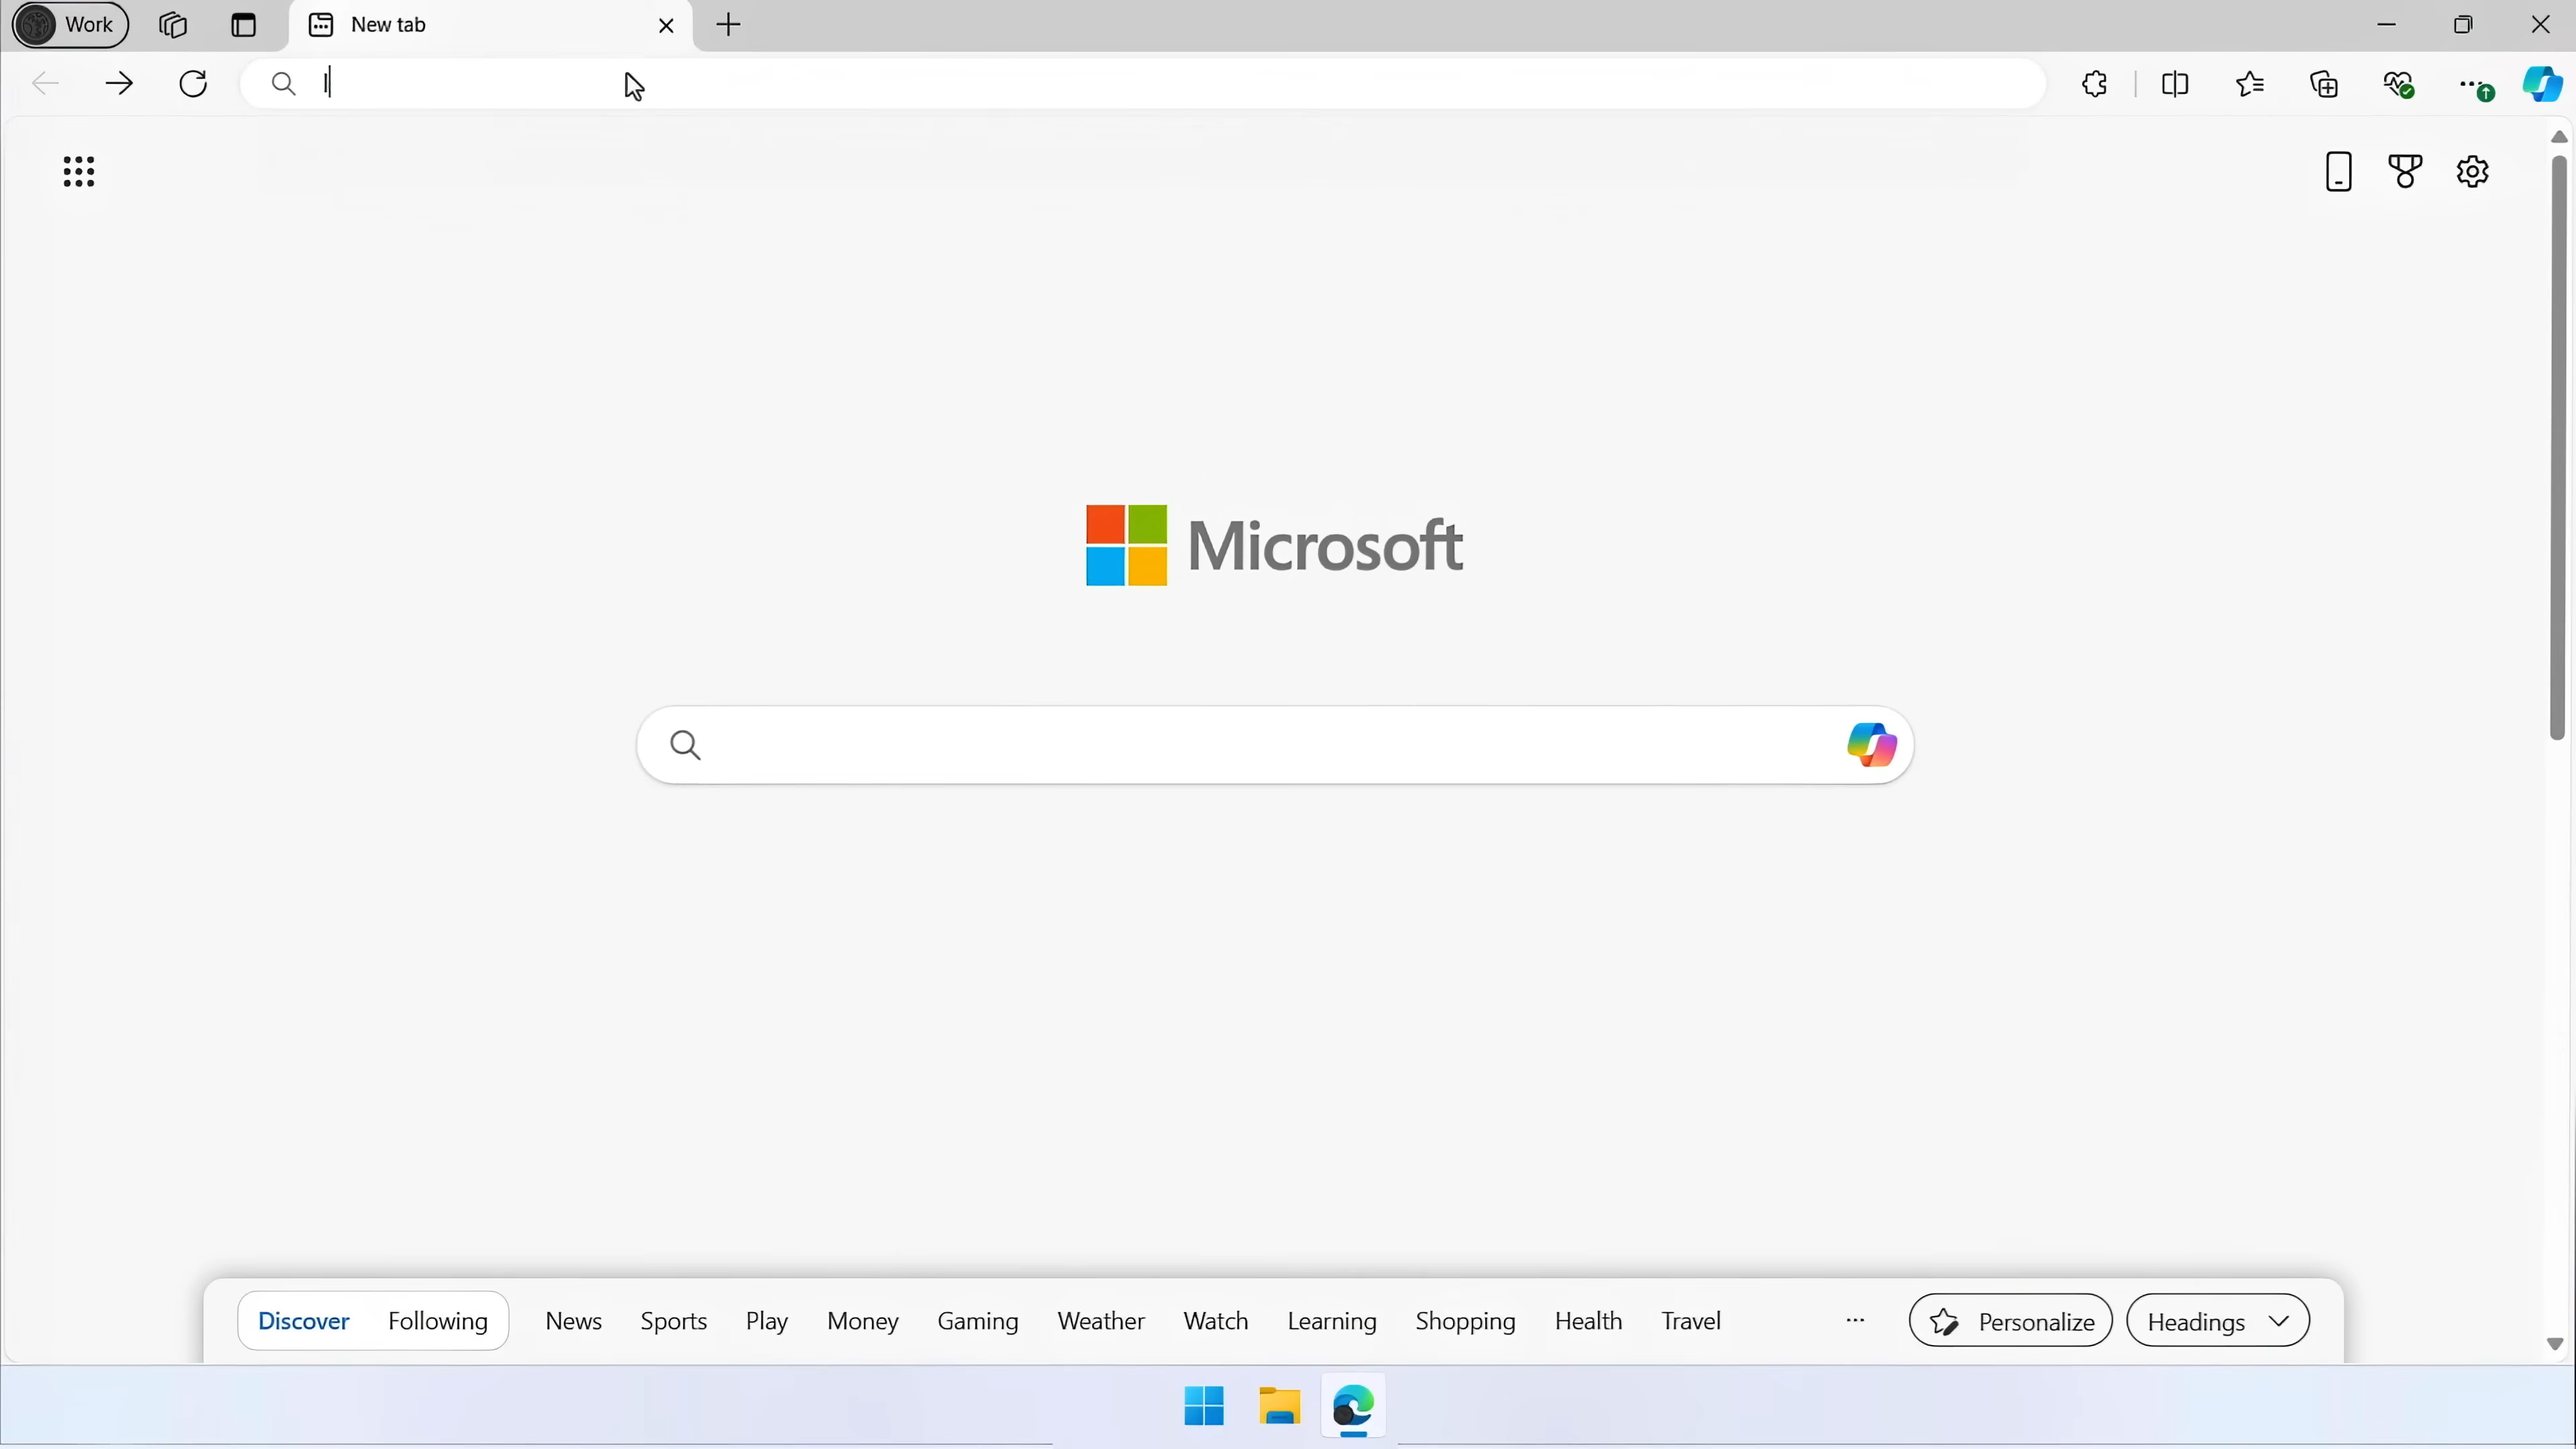 Work
New tab
l
Microsoft
Discover Following News Sports Play Money Gaming Weather Watch Learning Shopping Health Travel ... Personalize Headings